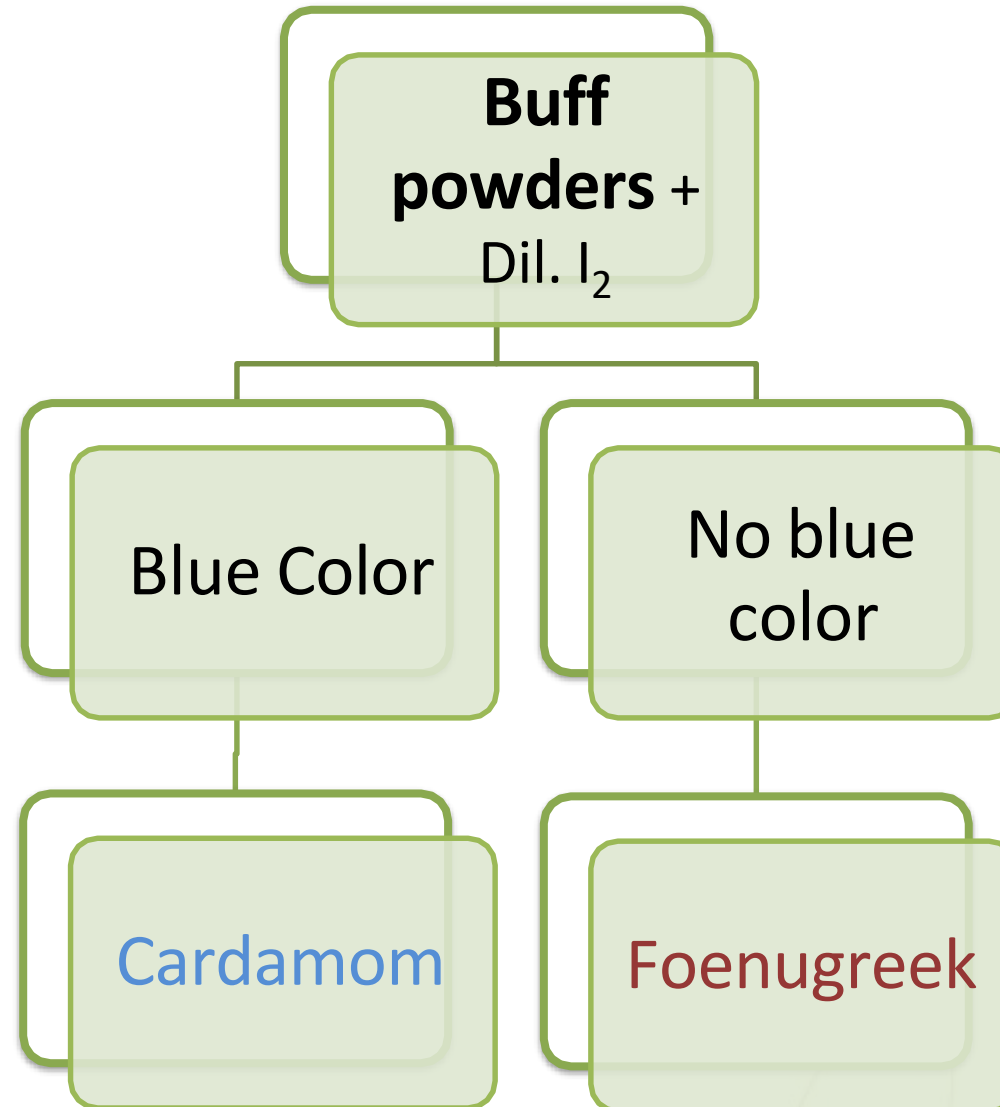 Buff
powders +
Dil. I₂
Blue Color
No blue
color
Cardamom
Foenugreek